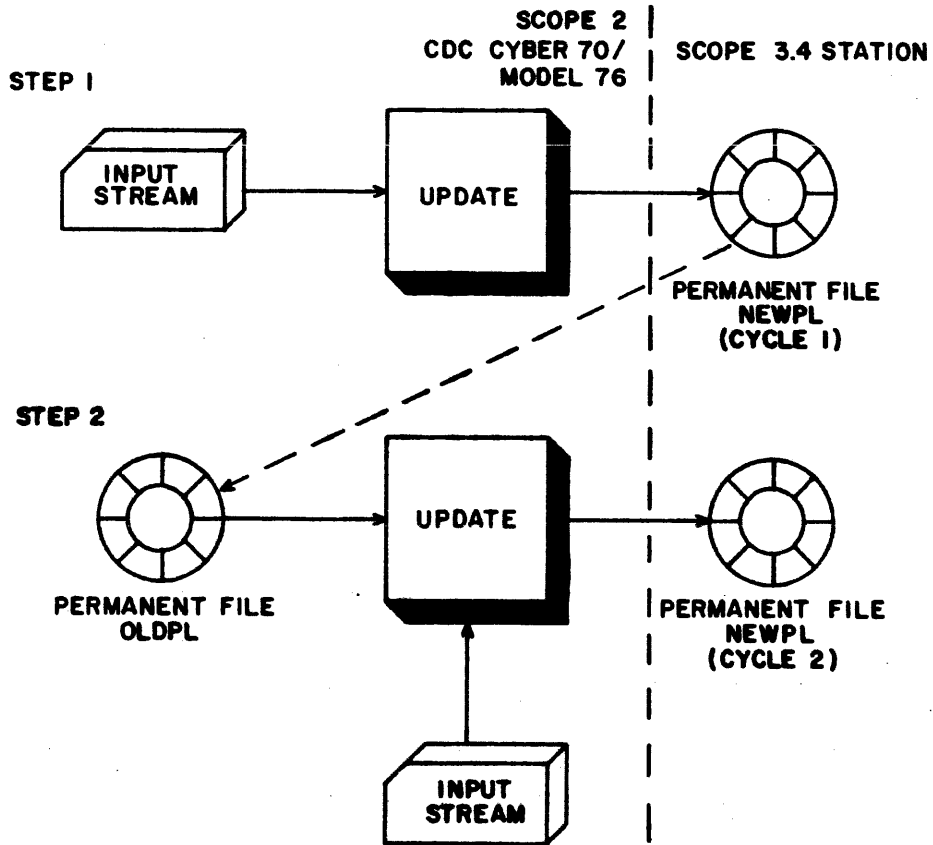 SCOPE 2
CDC CYBER 70/
MODEL 76
SCOPE 3.4 STATION
STEP 1
INPUT
STREAM
UPDATE
PERMANENT FILE
NEWPL
(CYCLE 1)
STEP 2
UPDATE
PERMANENT FILE
OLDPL
PERMANENT FILE
NEWPL
(CYCLE 2)
INPUT
STREAM